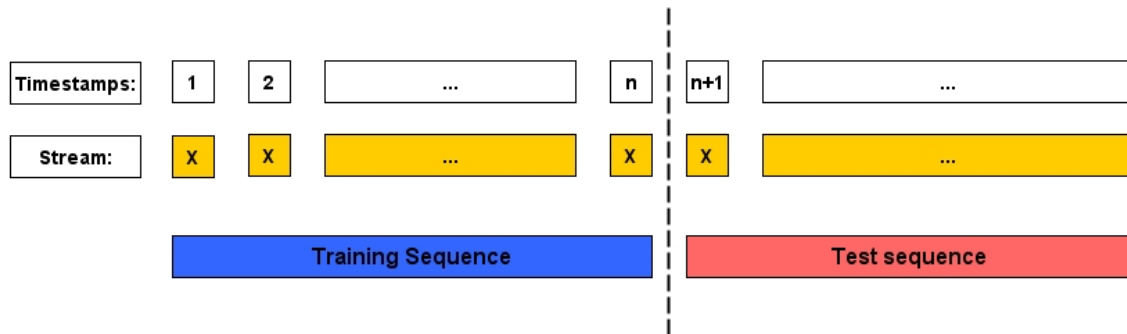 Timestamps: 1 2 ... n n+1 ...
Stream: X X ... X X ...
Training Sequence Test sequence